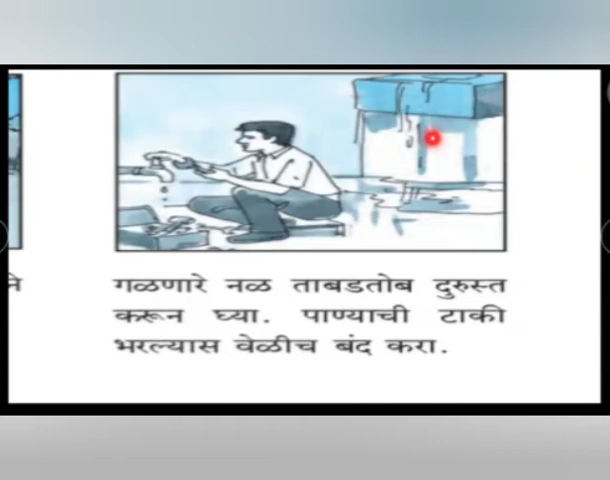 ने
गळणारे नळ ताबडतोब दुरुस्त
करून घ्या. पाण्याची टाकी
भरल्यास वेळीच बंद करा.